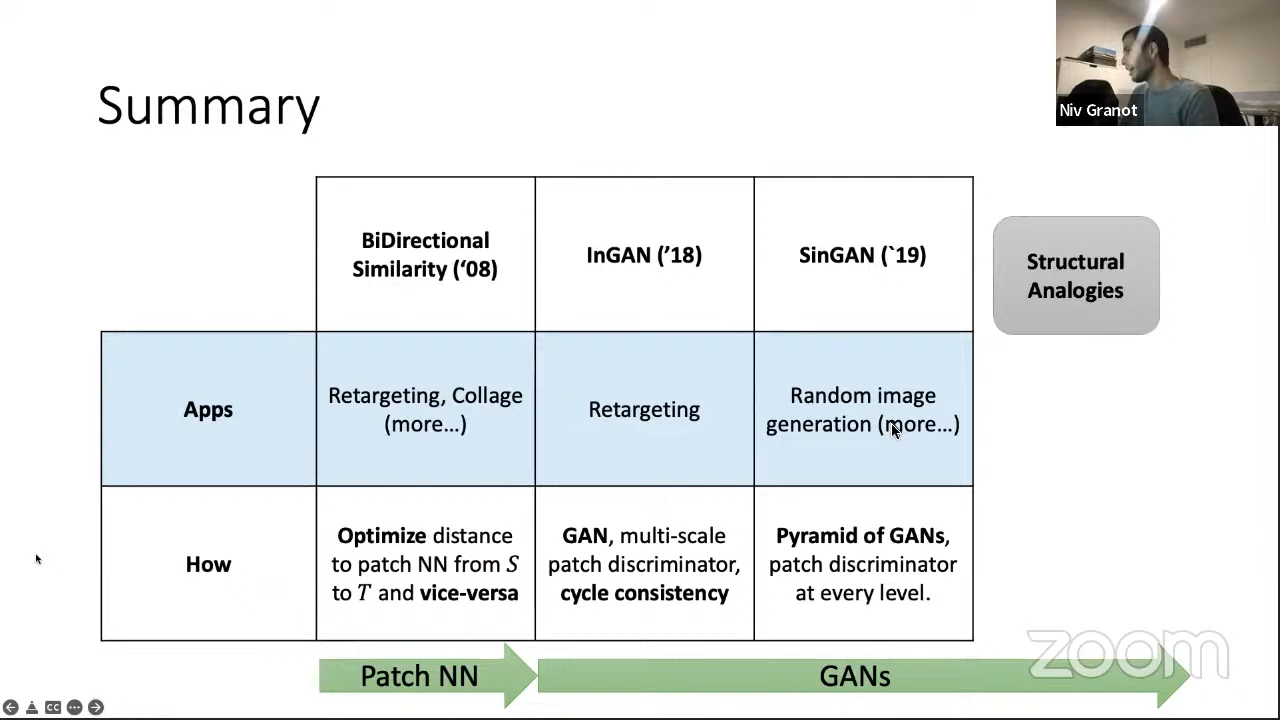 Niv Granot
Summary
BiDirectional
Similarity (‘08)
InGAN (’18)
SinGAN (`19)
Structural
Analogies
Apps
Retargeting, Collage
(more…)
Retargeting
Random image
generation (more…)
How
Optimize distance
to patch NN from S
to T and vice-versa
GAN, multi-scale
patch discriminator,
cycle consistency
Pyramid of GANs,
patch discriminator
at every level.
Patch NN
GANs
zoom
CC